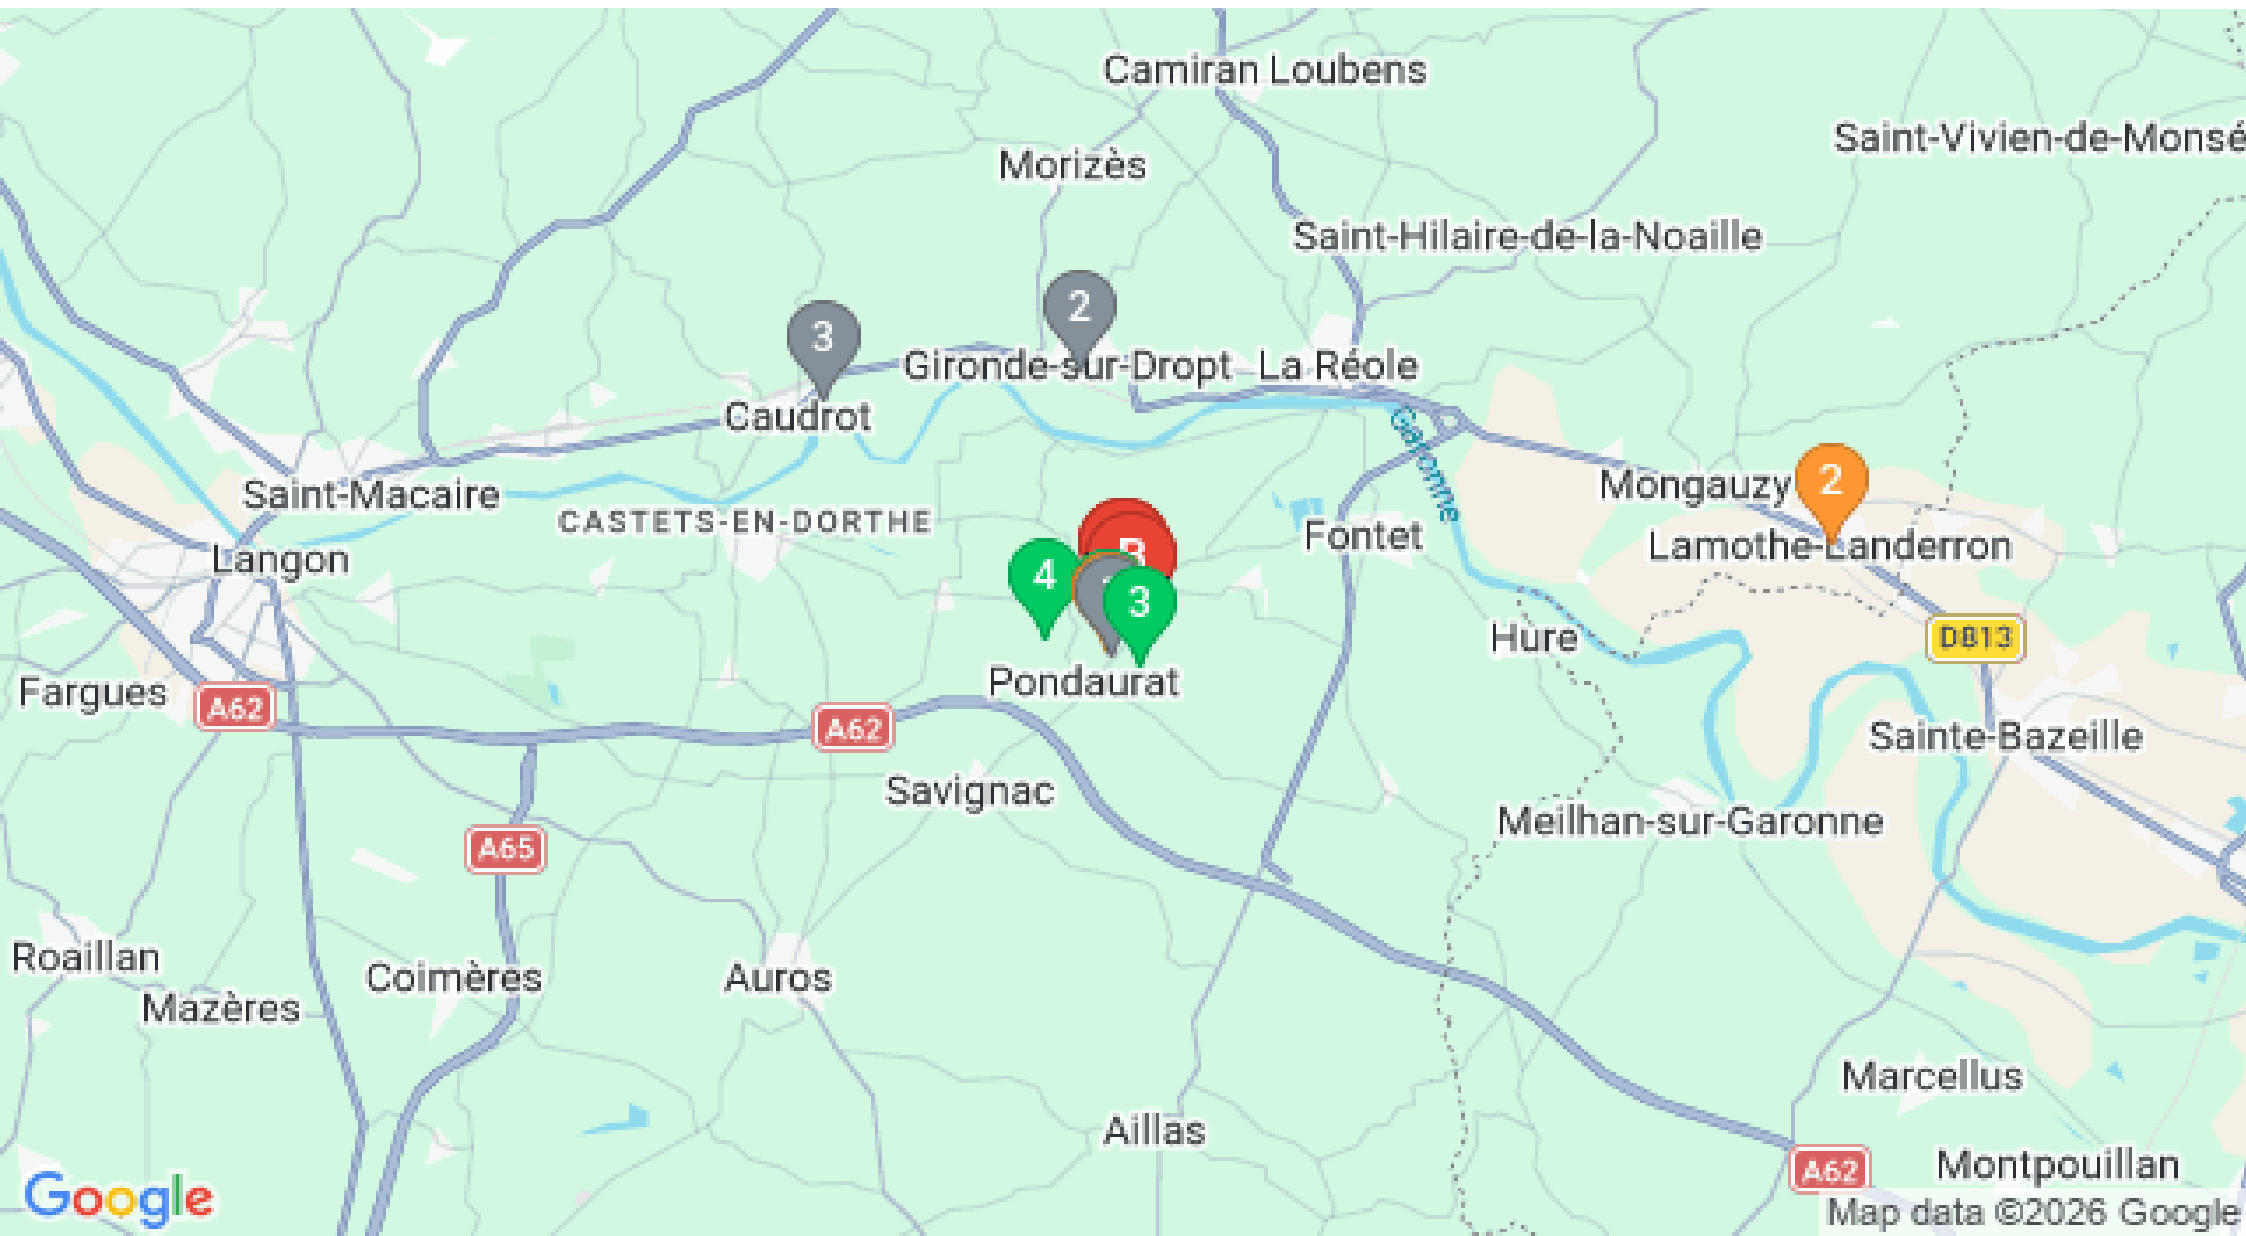 Camiran Loubens
Saint-Vivien-de-Monsé
Morizès
Saint-Hilaire-de-la-Noaille
2
3
Gironde-sur-Dropt
La Réole
Caudrot
Garonne
Mongauzy
2
Saint-Macaire
CASTETS-EN-DORTHE
Fontet
Lamothe-Landerron
Langon
B
4
3
Hure
D813
Fargues
A62
Pondaurat
A62
Sainte-Bazeille
Savignac
Meilhan-sur-Garonne
A65
Roaillan
Coimères
Auros
Mazères
Marcellus
Aillas
A62
Montpouillan
Google
Map data ©2026 Google